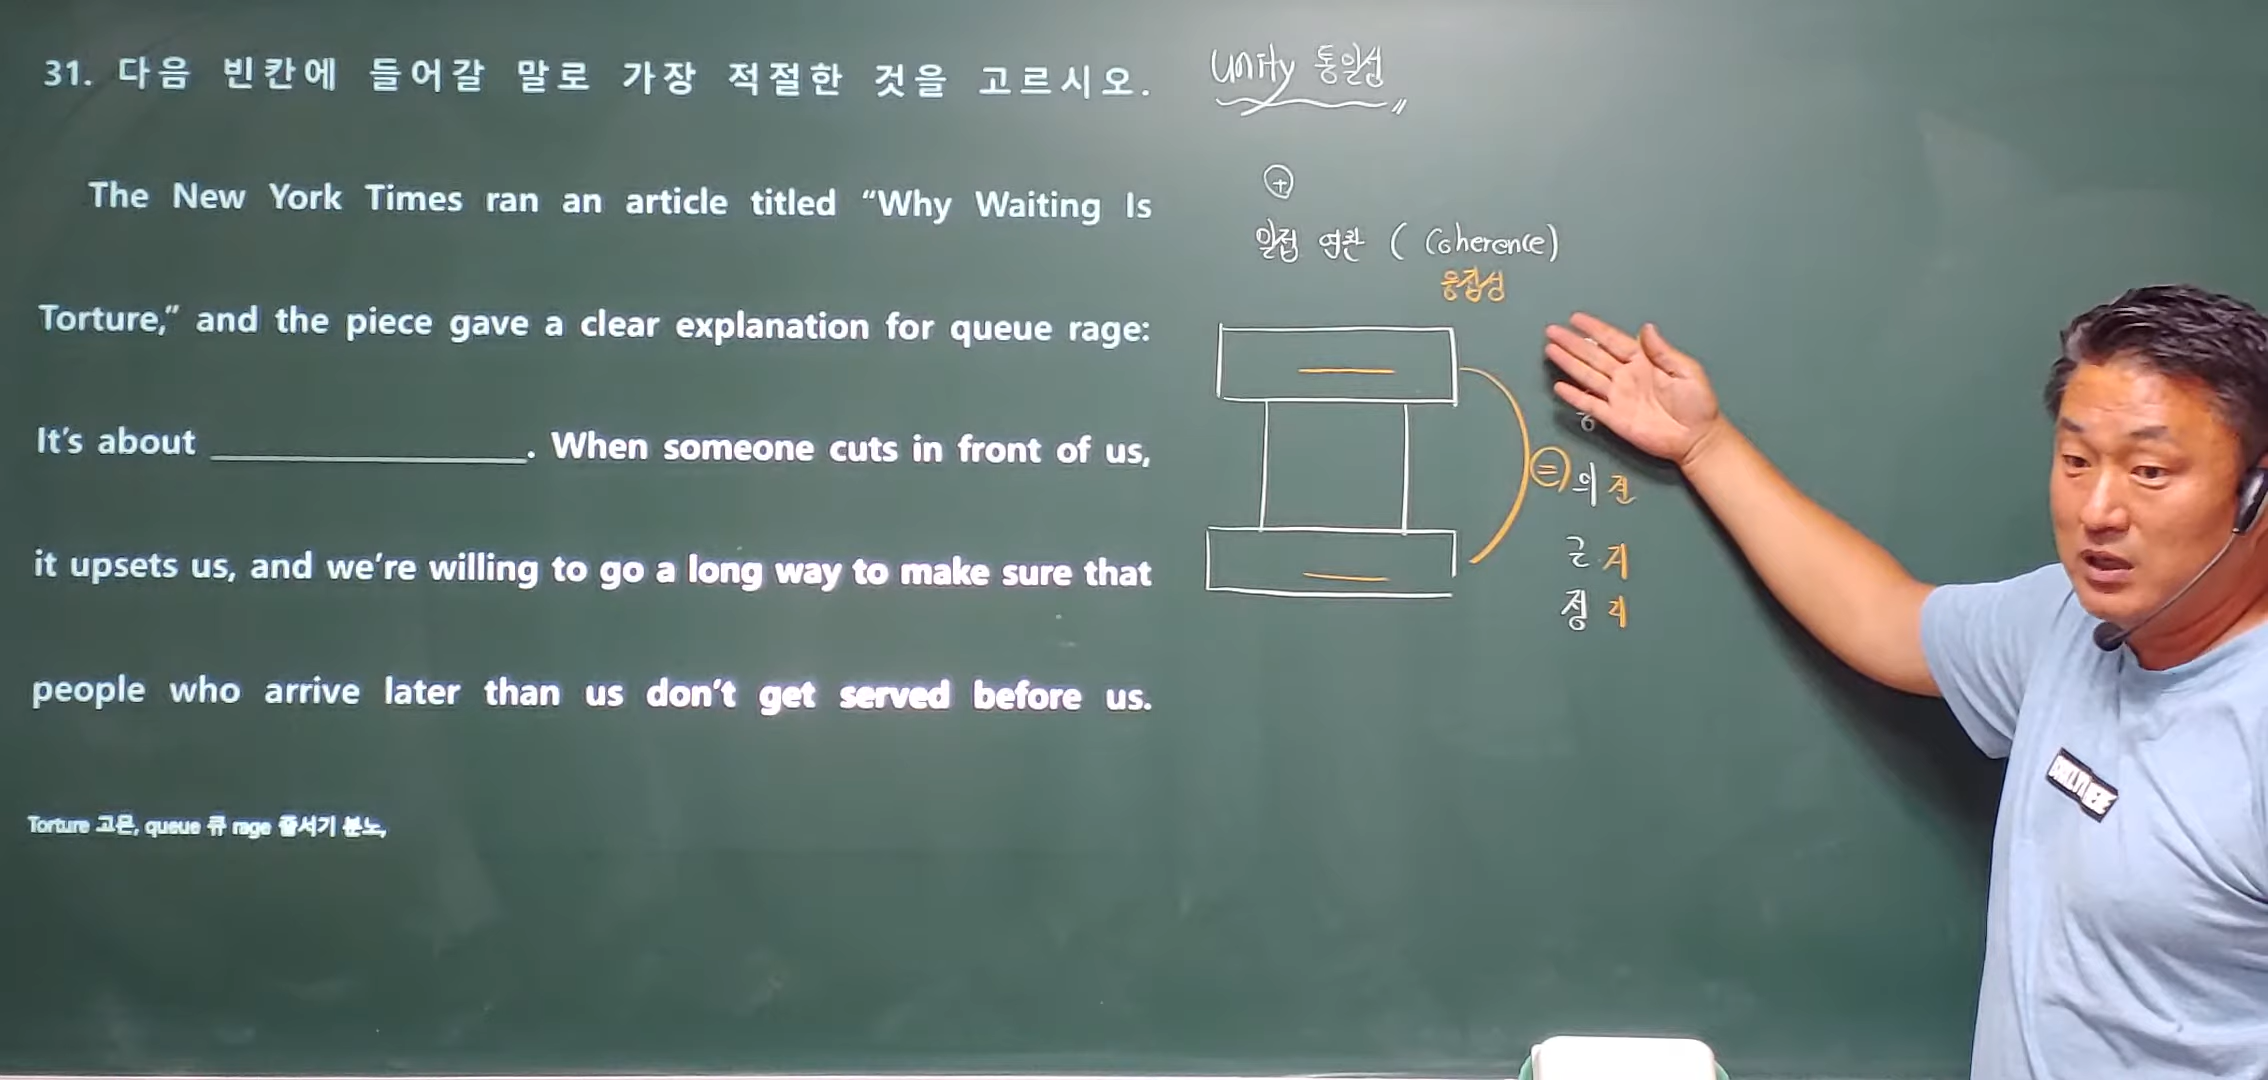 31. 다음 빈칸에 들어갈 말로 가장 적절한 것을 고르시오.
The New York Times ran an article titled “Why Waiting Is
Torture,” and the piece gave a clear explanation for queue rage:
It’s about ____________. When someone cuts in front of us,
it upsets us, and we’re willing to go a long way to make sure that
people who arrive later than us don’t get served before us.
Torture 고문, queue 큐 rage 줄서기 분노,
Unity 통일성
+
밀접 연관 ( Coherence)
응집성
=
의견
근거